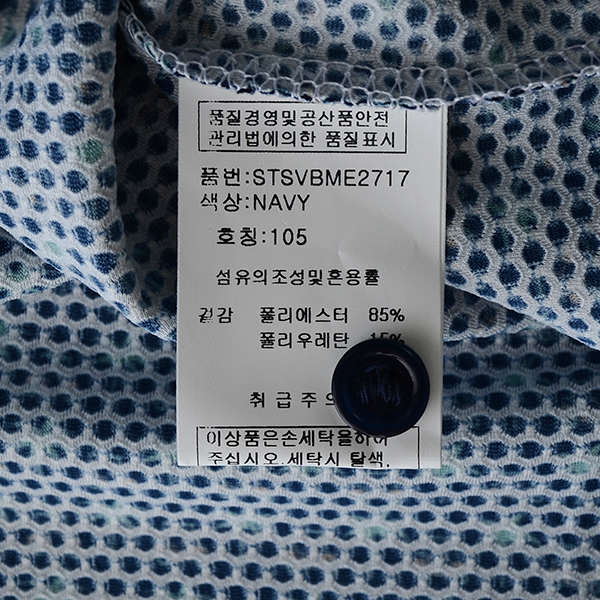 품질경영및공산품안전
관리법에의한 품질표시
품번:STSVBME2717
색상:NAVY
호칭:105
섬유의조성및혼용률
겉감 폴리에스터 85%
폴리우레탄 15%
취급주의
이상품은손세탁을하여
주십시오.세탁시 탈색,